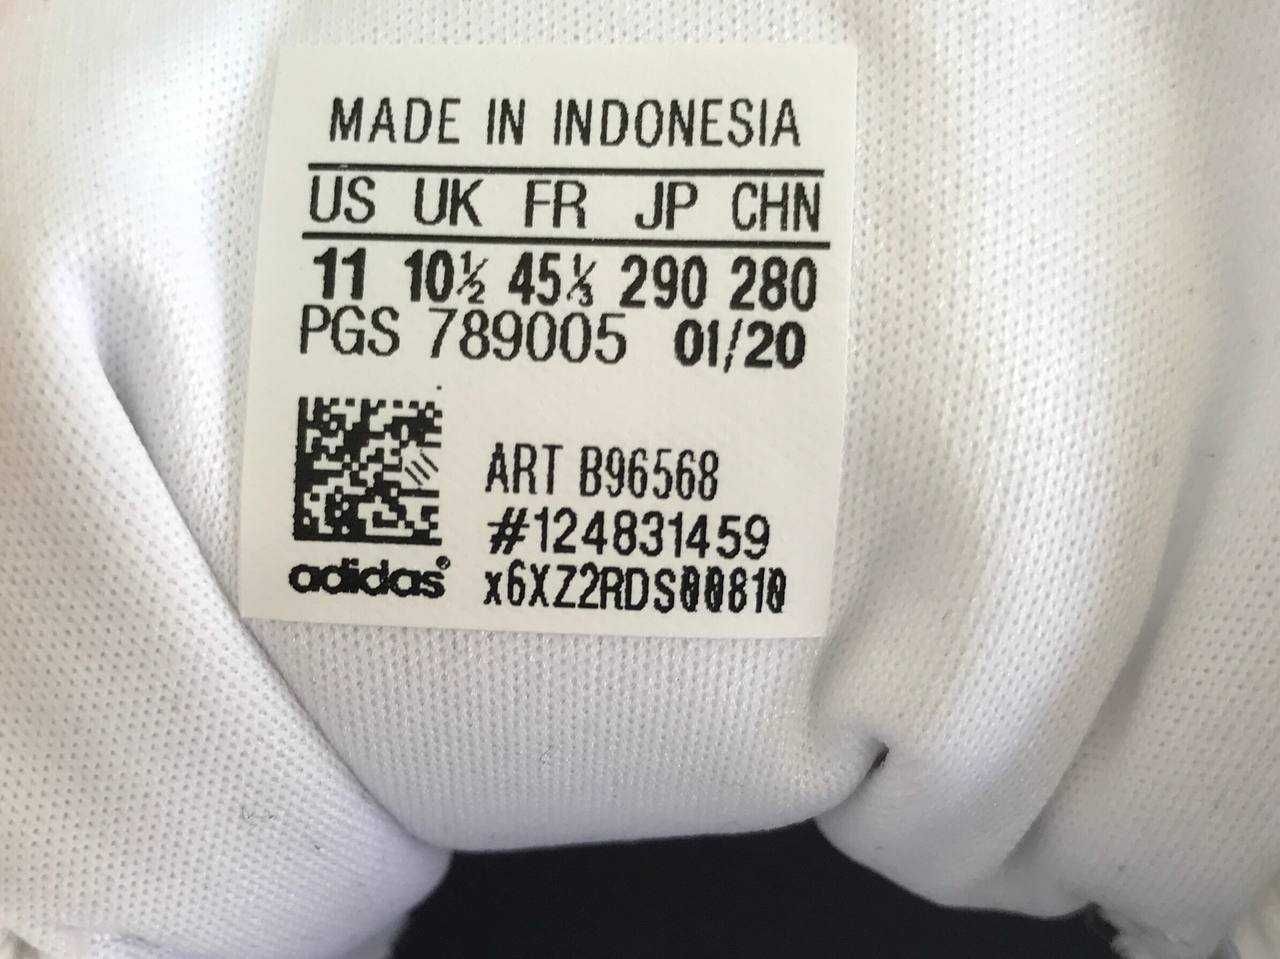 MADE IN INDONESIA
US UK FR JP CHN
11 10½ 45⅓ 290 280
PGS 789005 01/20
ART B96568
#124831459
adidas® x6XZ2RDS00810